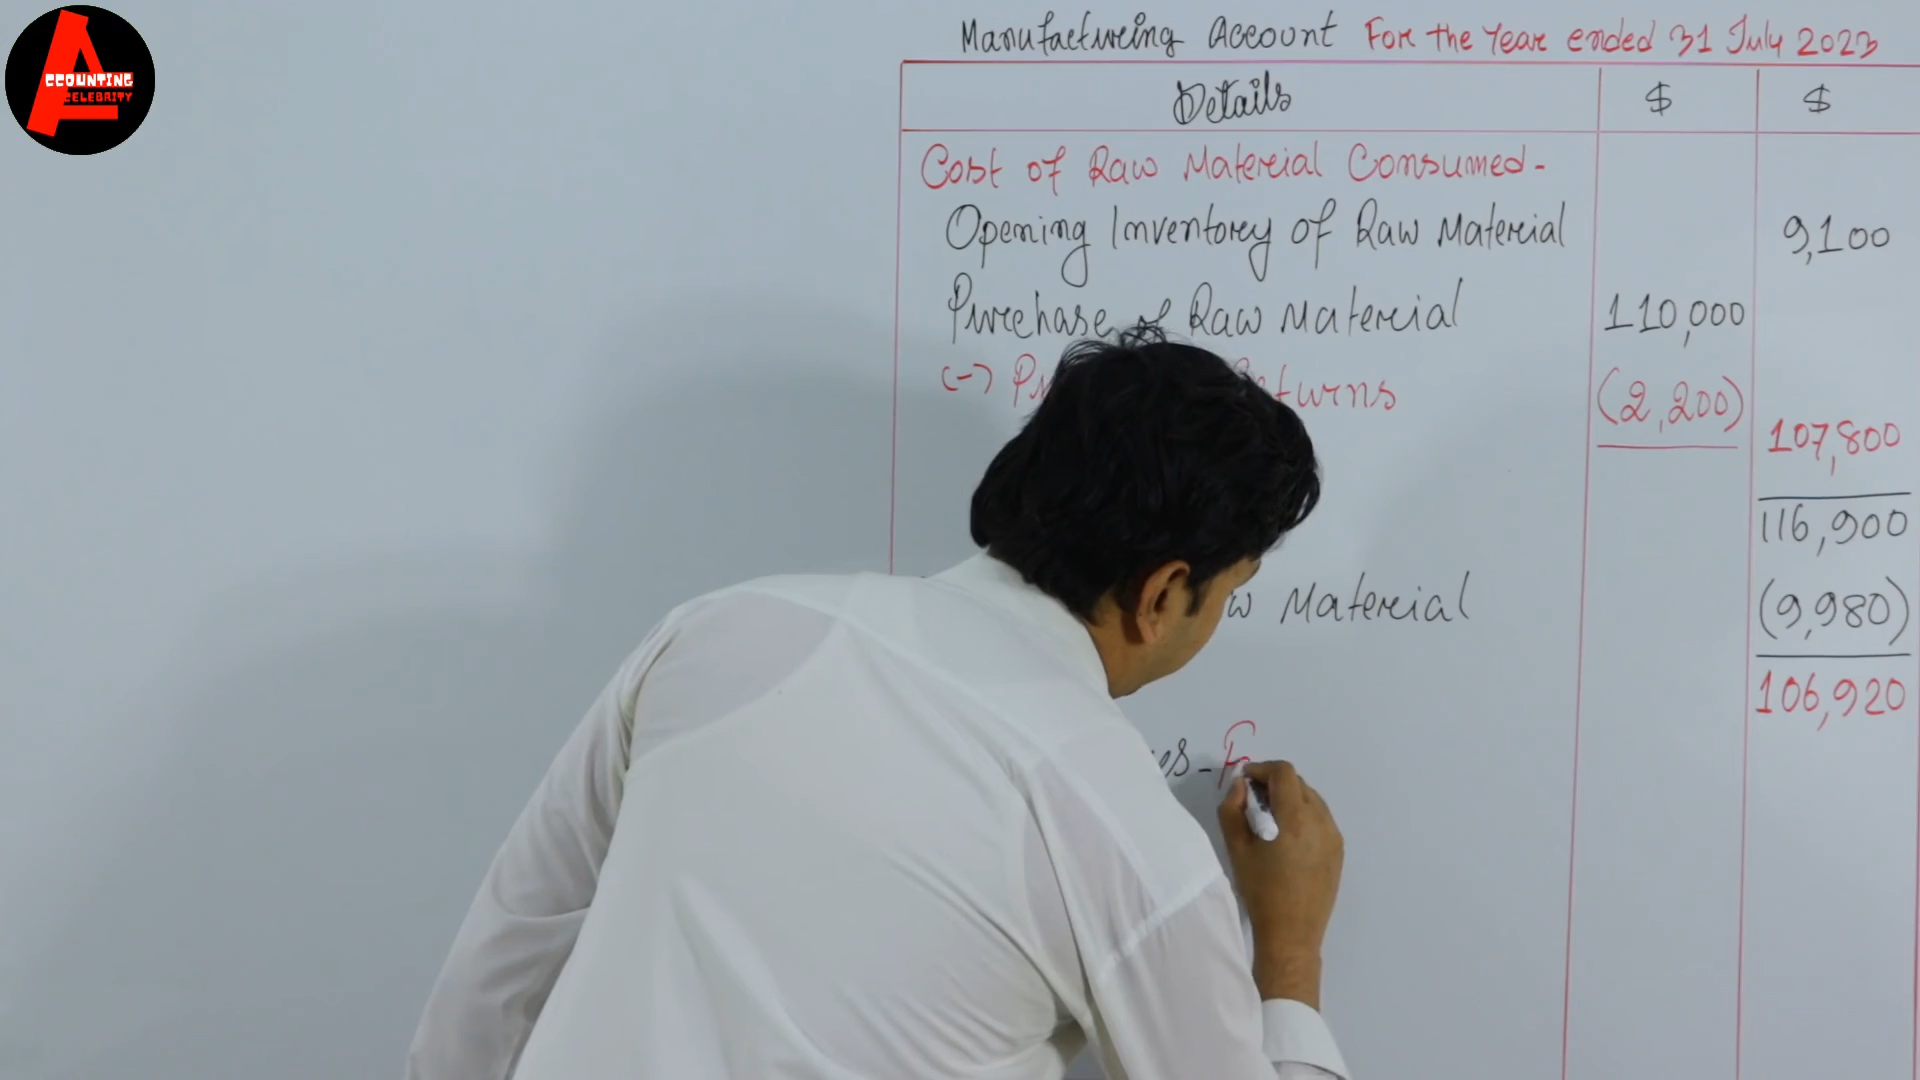 ACCOUNTING
CELEBRITY
Manufacturing Account For the Year ended 31 July 2023
Details $ $
Cost of Raw Material Consumed-
Opening Inventory of Raw Material 9,100
Purchase of Raw Material 110,000
(-) Returns (2,200)
107,800
116,900
Material (9,980)
106,920